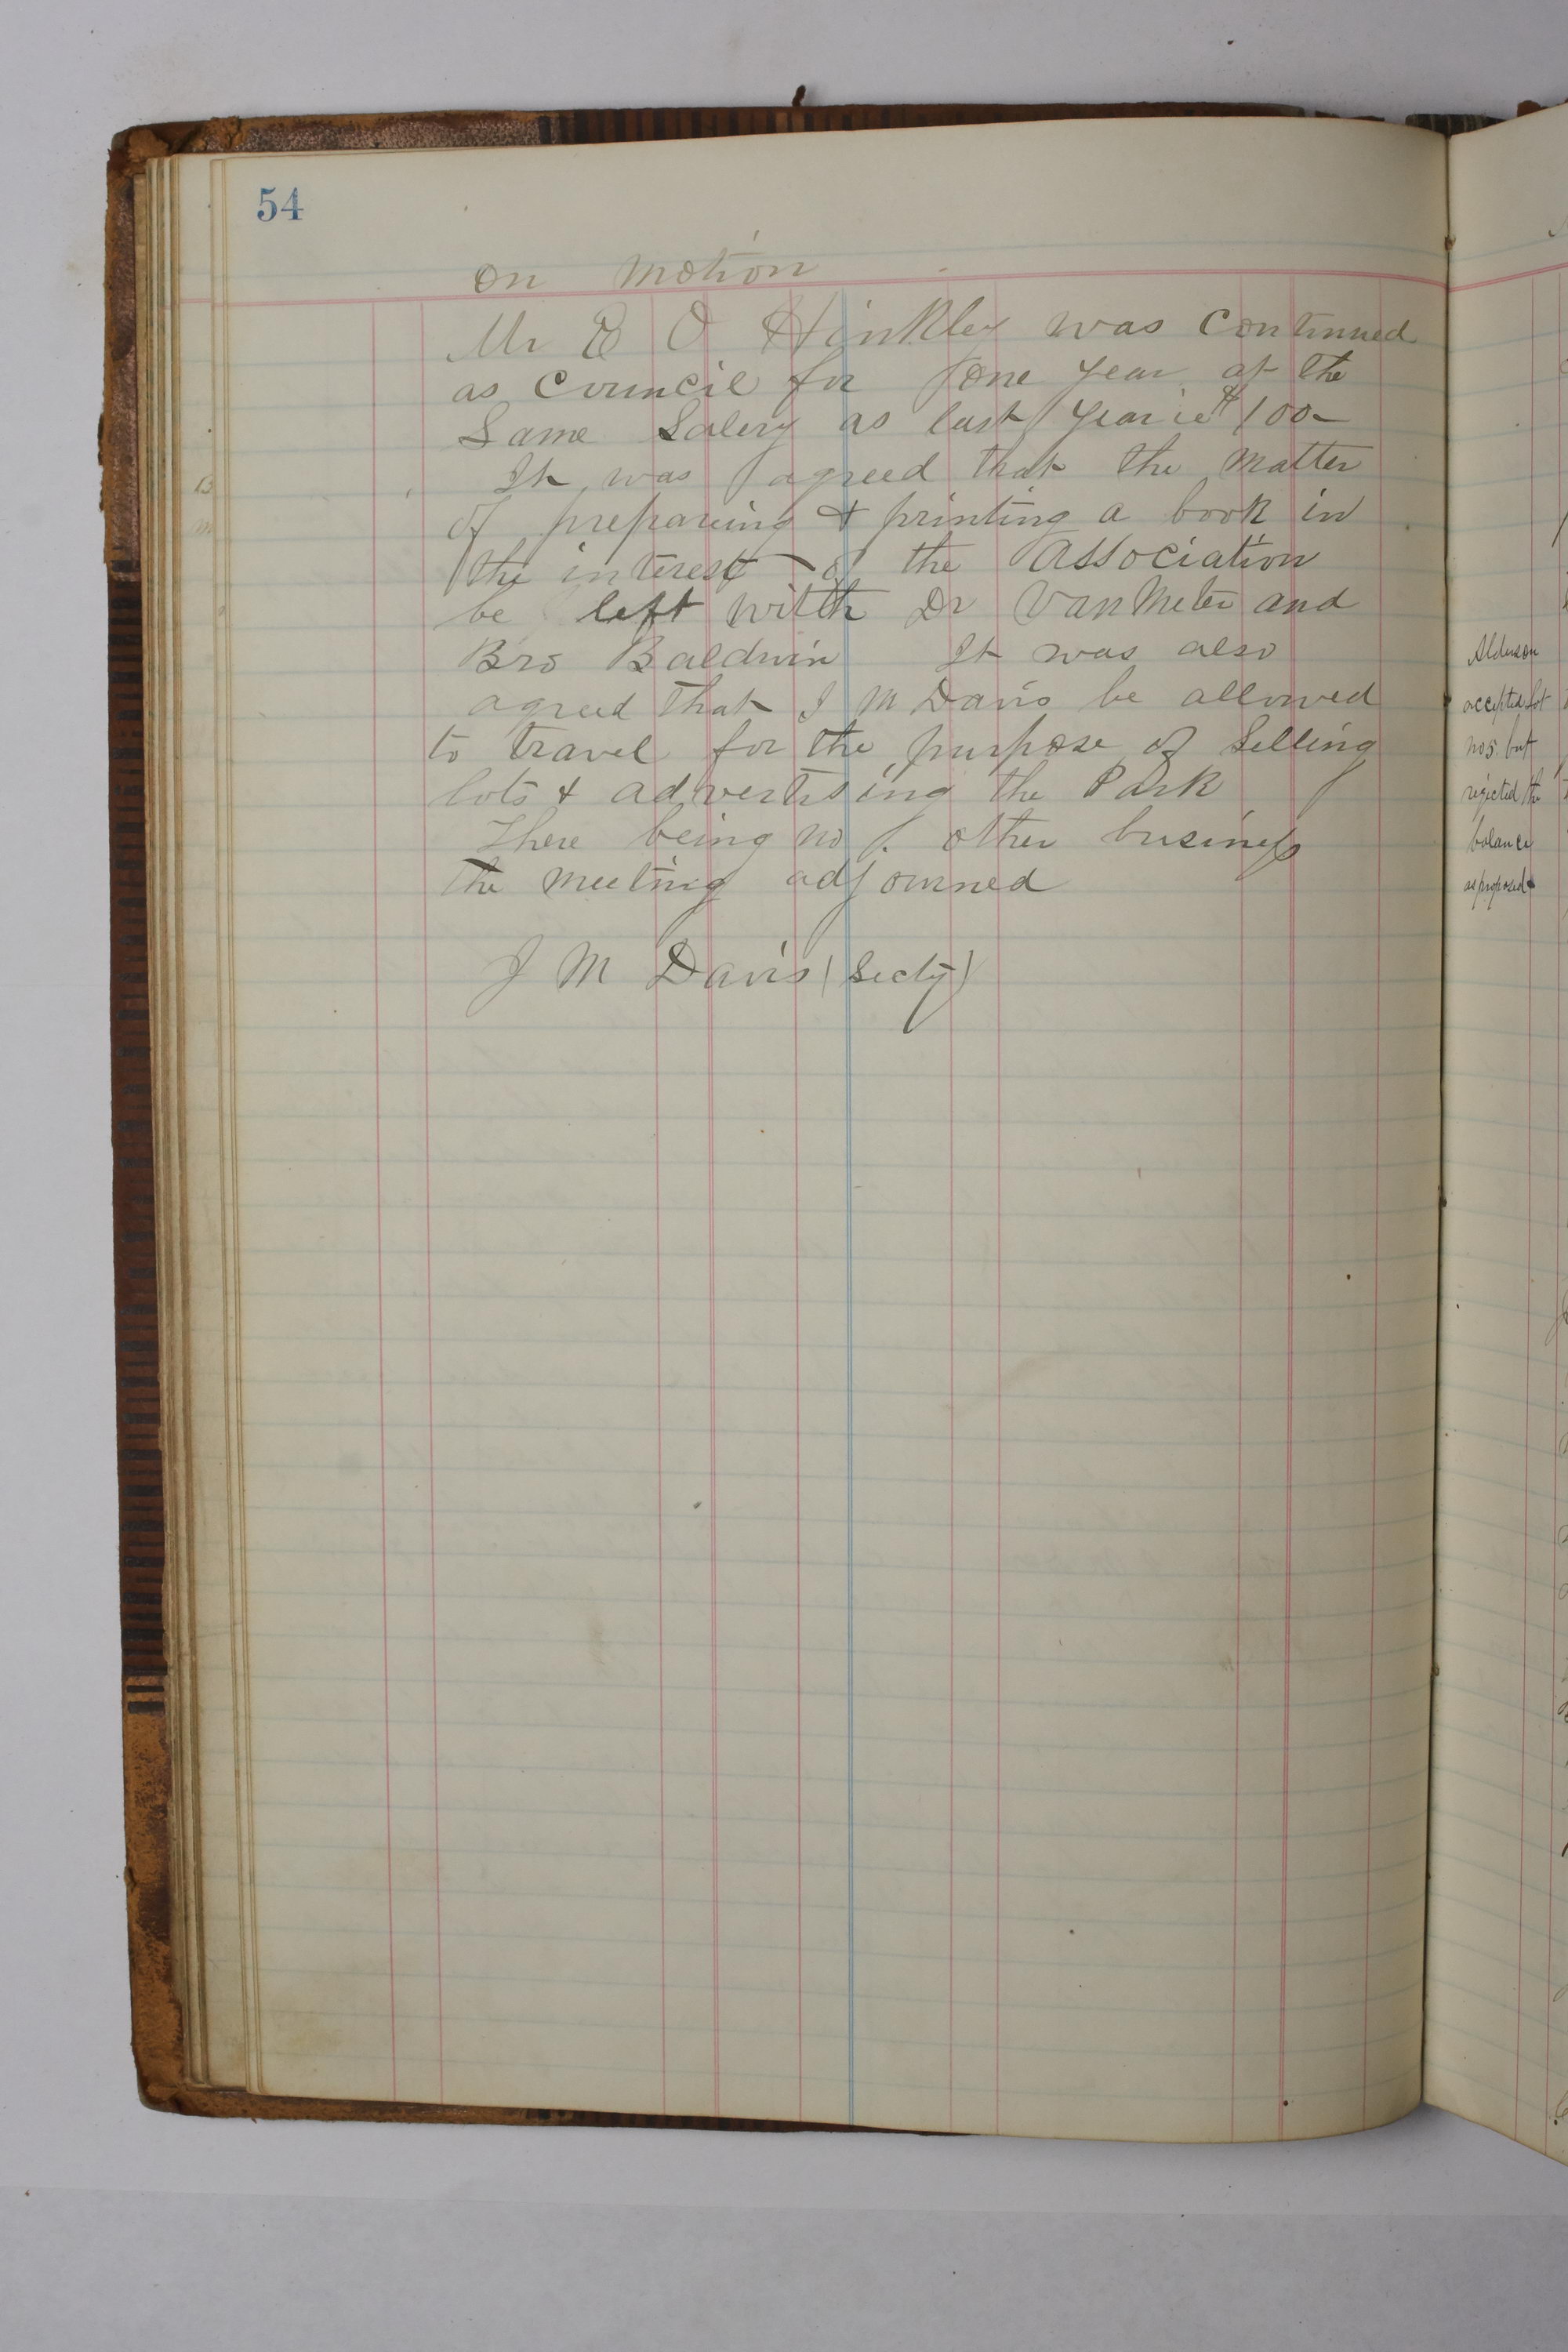 54
on motion
Mr E O Hinkley was continued
as Council for one year at the
Same Salery as last year ie $100-
It was agreed that the matter
of prepareing & printing a book in
the interest of the Association
be left with Dr VanMeter and
Bro Baldwin It was also
agreed that J M Davis be allowed
to travel for the purpose of Selling
lots & advertising the Park
There being no other business
the meeting adjourned
J M Davis (Secty)
Alderson
accepted lot
no 5. but
rejected the
balance
as proposed